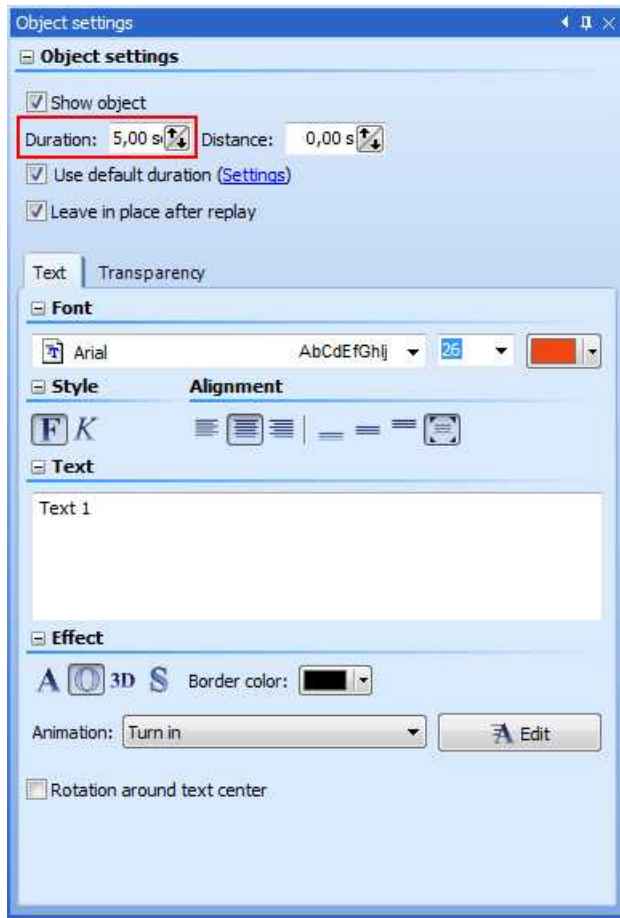 Object settings
Object settings
Show object
Duration: 5,00 s Distance: 0,00 s
Use default duration (Settings)
Leave in place after replay
Text Transparency
Font
Arial AbCdEfGhIj 26
Style Alignment
F K
Text
Text 1
Effect
A O 3D S Border color:
Animation: Turn in Edit
Rotation around text center